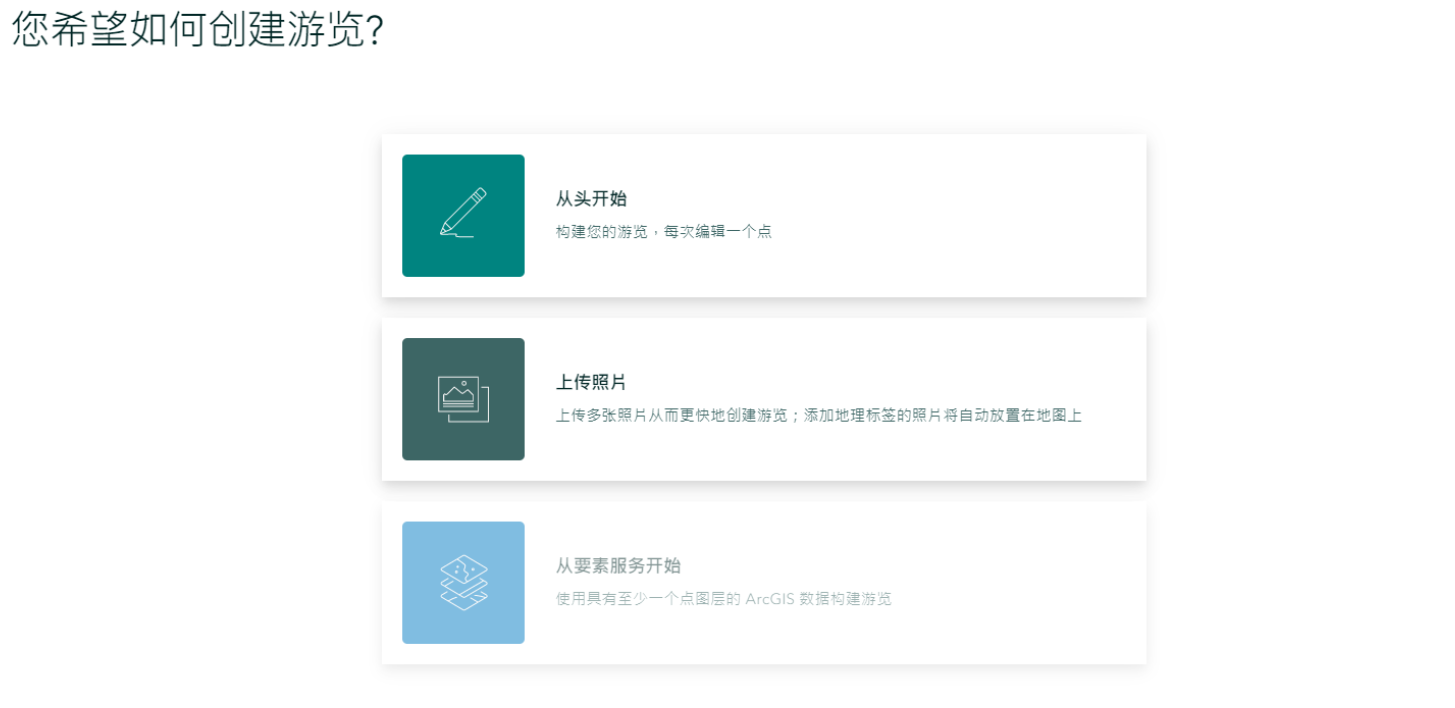 您希望如何创建游览?
从头开始
构建您的游览，每次编辑一个点
上传照片
上传多张照片从而更快地创建游览；添加地理标签的照片将自动放置在地图上
从要素服务开始
使用具有至少一个点图层的 ArcGIS 数据构建游览